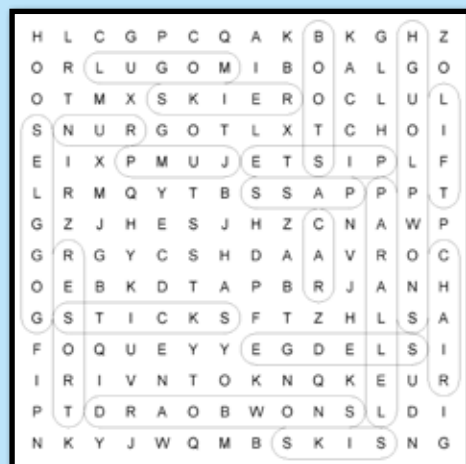 H L C G P C Q A K B K G H Z
O R L U G O M I B O A L G O
O T M X S K I E R O C L U L
S N U R G O T L X T C H O I
E I X P M U J E T S I P L F
L R M Q Y T B S S A P P P T
G Z J H E S J H Z C N A W P
G R G Y C S H D A A V R O C
O E B K D T A P B R J A N H
G S T I C K S F T Z H L S A
F O Q U E Y Y E G D E L S I
I R I V N T O K N Q K E U R
P T D R A O B W O N S L D I
N K Y J W Q M B S K I S N G